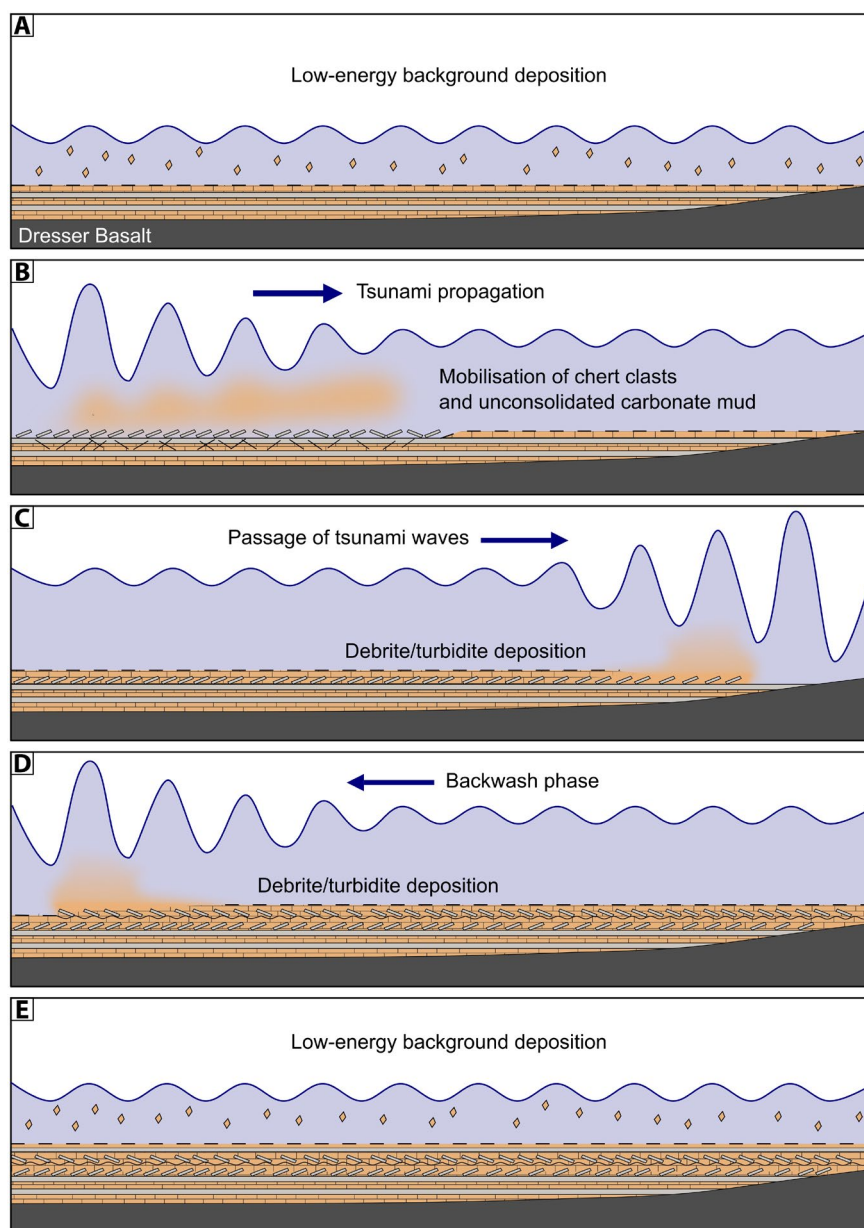 A
Low-energy background deposition
Dresser Basalt
B
Tsunami propagation
Mobilisation of chert clasts
and unconsolidated carbonate mud
C
Passage of tsunami waves
Debrite/turbidite deposition
D
Backwash phase
Debrite/turbidite deposition
E
Low-energy background deposition